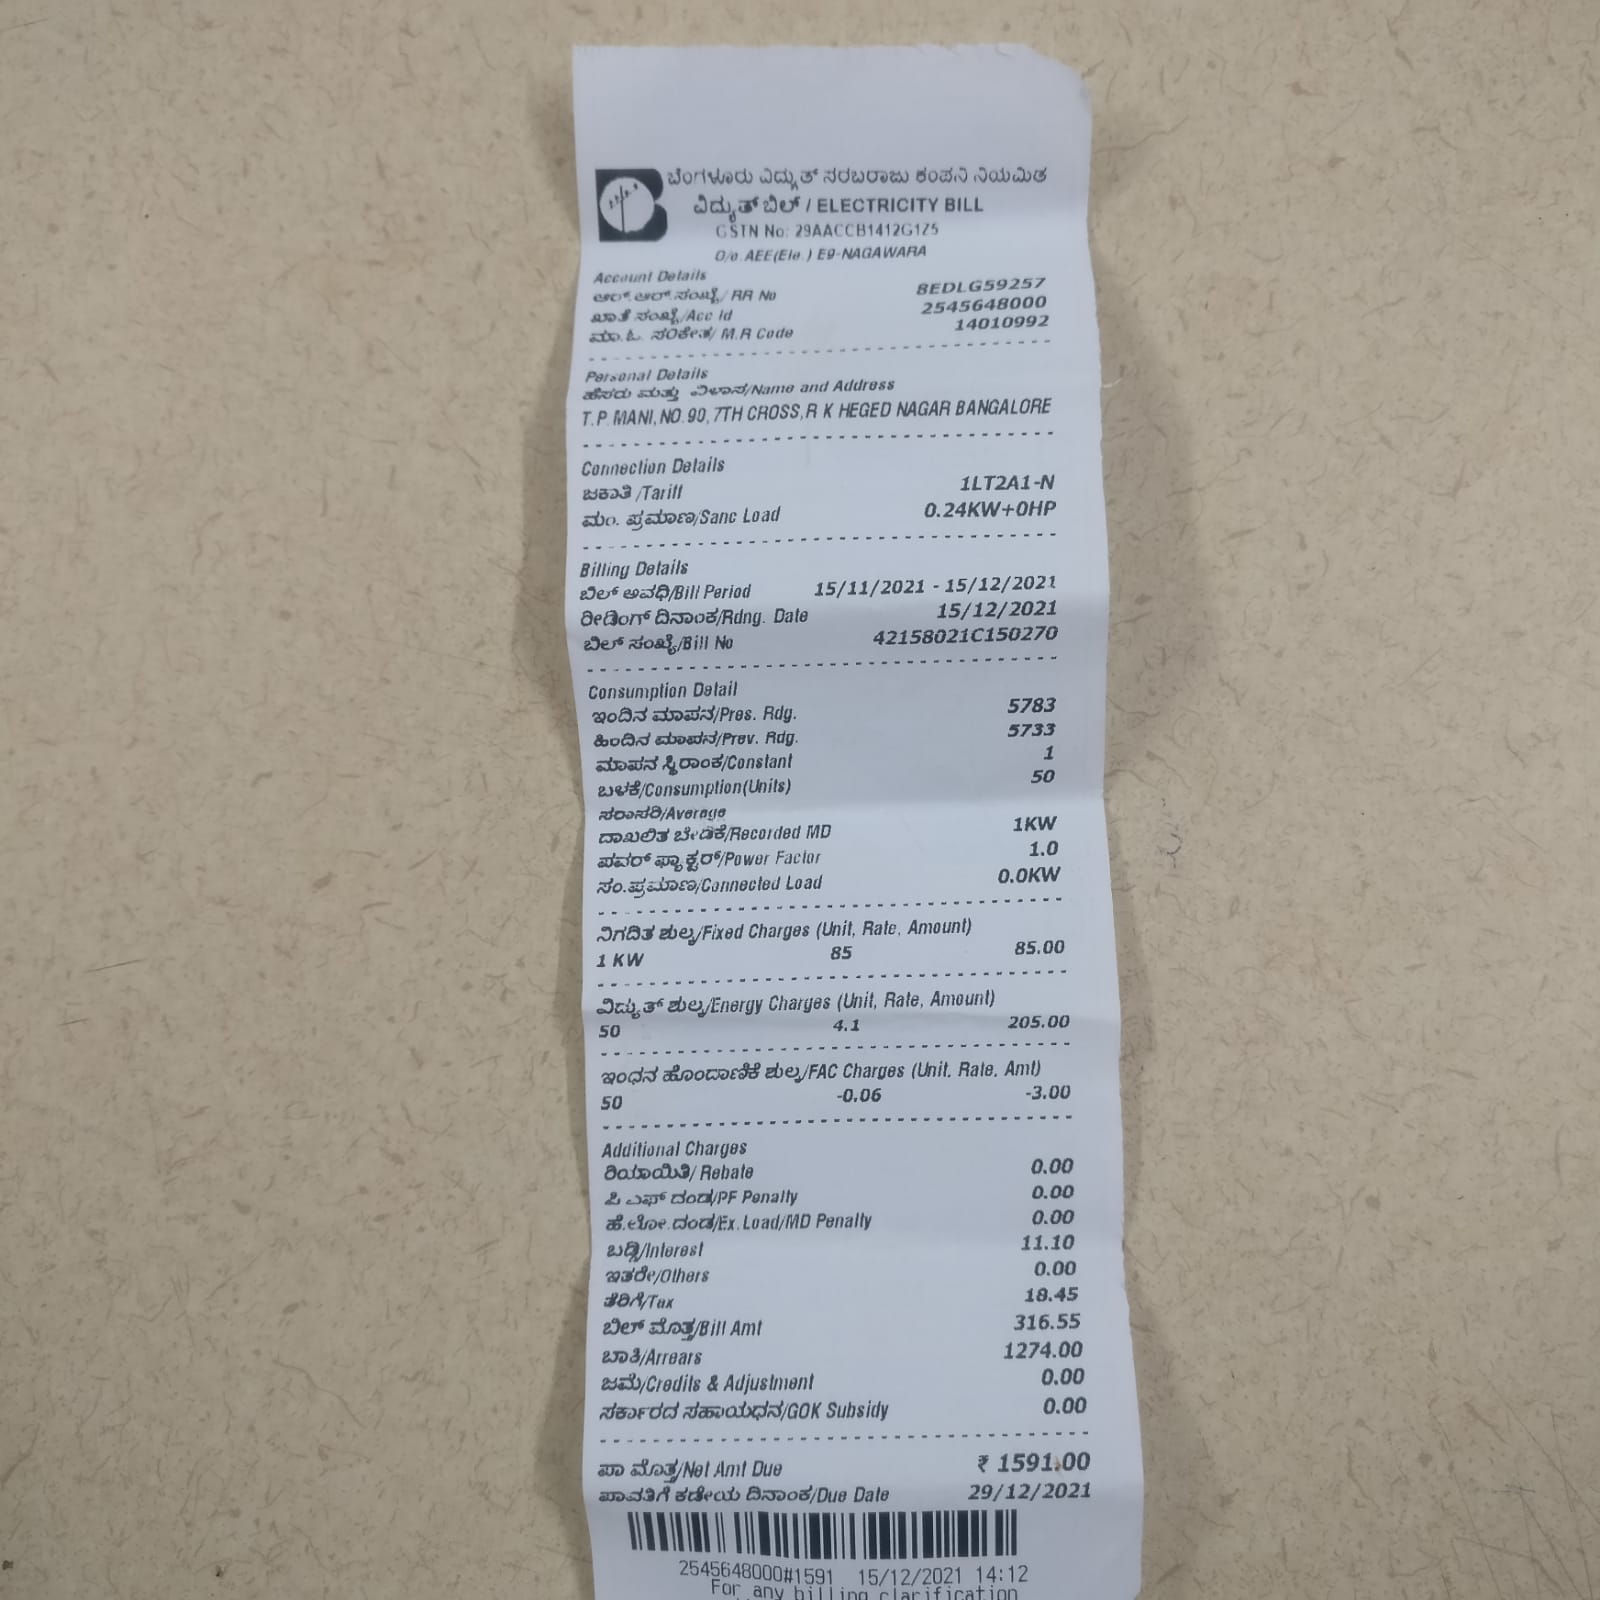 ಬೆಂಗಳೂರು ವಿದ್ಯುತ್ ಸರಬರಾಜು ಕಂಪನಿ ನಿಯಮಿತ
ವಿದ್ಯುತ್ ಬಿಲ್ / ELECTRICITY BILL
GSTN No: 29AACCB1412G1Z5
O/o AEE(Ele.) E9-NAGAWARA
Account Details
ಆರ್.ಆರ್.ಸಂಖ್ಯೆ/ RR No 8EDLG59257
ಖಾತೆ ಸಂಖ್ಯೆ/Acc Id 2545648000
ಮಾ.ಓ. ಸಂಕೇತ/ M.R Code 14010992
Personal Details
ಹೆಸರು ಮತ್ತು ವಿಳಾಸ/Name and Address
T.P.MANI,NO.90,7TH CROSS,R K HEGED NAGAR BANGALORE
Connection Details
ಜಕಾತಿ /Tariff 1LT2A1-N
ಮಂ. ಪ್ರಮಾಣ/Sanc Load 0.24KW+0HP
Billing Details
ಬಿಲ್ ಅವಧಿ/Bill Period 15/11/2021 - 15/12/2021
ರೀಡಿಂಗ್ ದಿನಾಂಕ/Rdng. Date 15/12/2021
ಬಿಲ್ ಸಂಖ್ಯೆ/Bill No 42158021C150270
Consumption Detail
ಇಂದಿನ ಮಾಪನ/Pres. Rdg. 5783
ಹಿಂದಿನ ಮಾಪನ/Prev. Rdg. 5733
ಮಾಪನ ಸ್ಥಿರಾಂಕ/Constant 1
ಬಳಕೆ/Consumption(Units) 50
ಸರಾಸರಿ/Average
ದಾಖಲಿತ ಬೇಡಿಕೆ/Recorded MD 1KW
ಪವರ್ ಫ್ಯಾಕ್ಟರ್/Power Factor 1.0
ಸಂ.ಪ್ರಮಾಣ/Connected Load 0.0KW
ನಿಗದಿತ ಶುಲ್ಕ/Fixed Charges (Unit, Rate, Amount)
1 KW 85 85.00
ವಿದ್ಯುತ್ ಶುಲ್ಕ/Energy Charges (Unit, Rate, Amount)
50 4.1 205.00
ಇಂಧನ ಹೊಂದಾಣಿಕೆ ಶುಲ್ಕ/FAC Charges (Unit, Rate, Amt)
50 -0.06 -3.00
Additional Charges
ರಿಯಾಯಿತಿ/ Rebate 0.00
ಪಿ ಎಫ್ ದಂಡ/PF Penalty 0.00
ಹೆ.ಲೋ.ದಂಡ/Ex.Load/MD Penalty 0.00
ಬಡ್ಡಿ/Interest 11.10
ಇತರೇ/Others 0.00
ತೆರಿಗೆ/Tax 18.45
ಬಿಲ್ ಮೊತ್ತ/Bill Amt 316.55
ಬಾಕಿ/Arrears 1274.00
ಜಮೆ/Credits & Adjustment 0.00
ಸರ್ಕಾರದ ಸಹಾಯಧನ/GOK Subsidy 0.00
ಪಾ ಮೊತ್ತ/Net Amt Due ₹ 1591.00
ಪಾವತಿಗೆ ಕಡೇಯ ದಿನಾಂಕ/Due Date 29/12/2021
2545648000#1591 15/12/2021 14:12
For any billing clarification